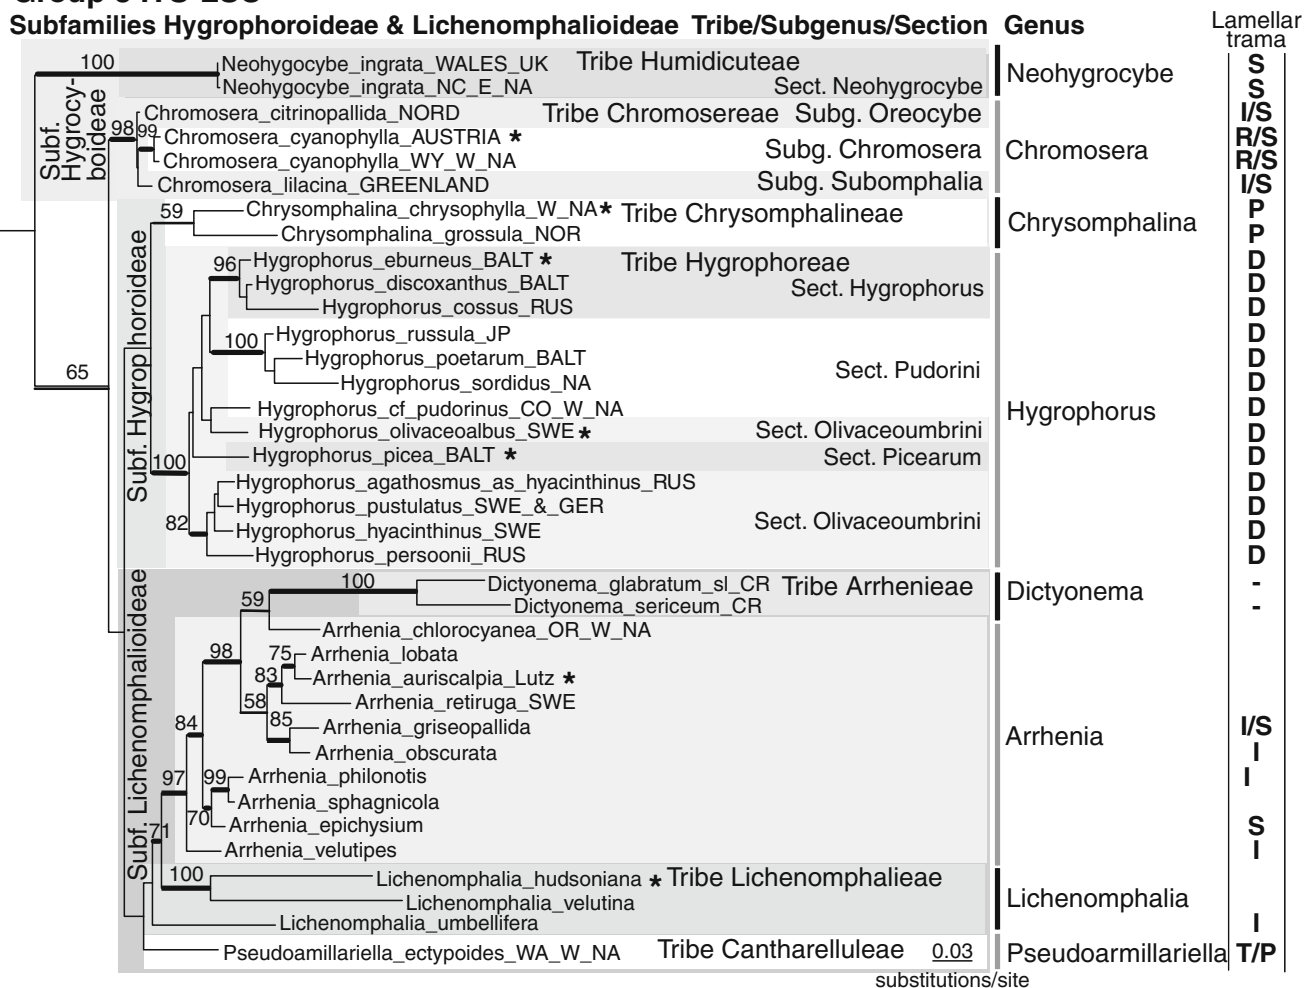 Subfamilies Hygrophoroideae & Lichenomphalioideae Tribe/Subgenus/Section Genus Lamellar trama
100 Neohygocybe_ingrata_WALES_UK Tribe Humidicuteae S
Neohygocybe_ingrata_NC_E_NA Sect. Neohygrocybe Neohygrocybe S
Subf. Hygrocy-boideae
Chromosera_citrinopallida_NORD Tribe Chromosereae Subg. Oreocybe I/S
98 99 Chromosera_cyanophylla_AUSTRIA * R/S
Chromosera_cyanophylla_WY_W_NA Subg. Chromosera Chromosera R/S
Chromosera_lilacina_GREENLAND Subg. Subomphalia I/S
59 Chrysomphalina_chrysophylla_W_NA* Tribe Chrysomphalineae P
Chrysomphalina_grossula_NOR Chrysomphalina P
Subf. Hygrophoroideae
96 Hygrophorus_eburneus_BALT * Tribe Hygrophoreae D
Hygrophorus_discoxanthus_BALT Sect. Hygrophorus D
Hygrophorus_cossus_RUS D
Hygrophorus_russula_JP D
100 Hygrophorus_poetarum_BALT D
65 Hygrophorus_sordidus_NA Sect. Pudorini D
Hygrophorus_cf_pudorinus_CO_W_NA Hygrophorus D
Hygrophorus_olivaceoalbus_SWE * Sect. Olivaceoumbrini D
100 Hygrophorus_picea_BALT * Sect. Picearum D
Hygrophorus_agathosmus_as_hyacinthinus_RUS D
Hygrophorus_pustulatus_SWE_&_GER D
82 Hygrophorus_hyacinthinus_SWE Sect. Olivaceoumbrini D
Hygrophorus_persoonii_RUS D
Subf. Lichenomphalioideae
100 Dictyonema_glabratum_sl_CR Tribe Arrhenieae -
59 Dictyonema_sericeum_CR Dictyonema -
Arrhenia_chlorocyanea_OR_W_NA
98 75 Arrhenia_lobata
83 Arrhenia_auriscalpia_Lutz *
58 Arrhenia_retiruga_SWE
84 85 Arrhenia_griseopallida I/S
Arrhenia_obscurata Arrhenia I
97 99 Arrhenia_philonotis I
Arrhenia_sphagnicola
70 Arrhenia_epichysium S
71 Arrhenia_velutipes I
100 Lichenomphalia_hudsoniana * Tribe Lichenomphalieae
Lichenomphalia_velutina Lichenomphalia
Lichenomphalia_umbellifera I
Pseudoamillariella_ectypoides_WA_W_NA Tribe Cantharelluleae 0.03 Pseudoarmillariella T/P
substitutions/site